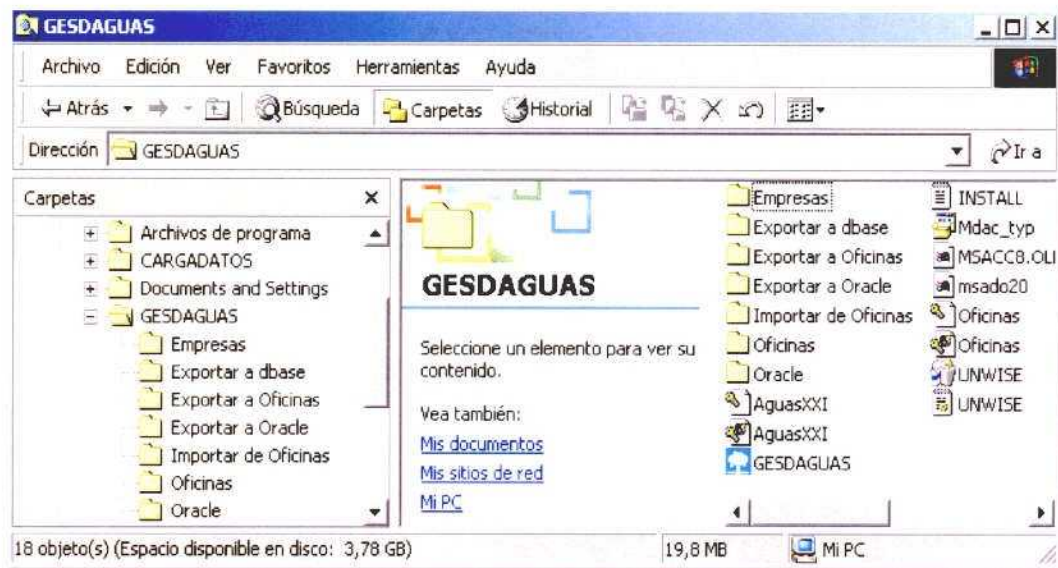 GESDAGUAS
Archivo Edición Ver Favoritos Herramientas Ayuda
Atrás Búsqueda Carpetas Historial
Dirección GESDAGUAS Ir a
Carpetas
Archivos de programa
CARGADATOS
Documents and Settings
GESDAGUAS
Empresas
Exportar a dbase
Exportar a Oficinas
Exportar a Oracle
Importar de Oficinas
Oficinas
Oracle
GESDAGUAS
Seleccione un elemento para ver su
contenido.
Vea también:
Mis documentos
Mis sitios de red
Mi PC
Empresas
Exportar a dbase
Exportar a Oficinas
Exportar a Oracle
Importar de Oficinas
Oficinas
Oracle
AguasXXI
AguasXXI
GESDAGUAS
INSTALL
Mdac_typ
MSACC8.OL
msado20
Oficinas
Oficinas
UNWISE
UNWISE
18 objeto(s) (Espacio disponible en disco: 3,78 GB) 19,8 MB Mi PC